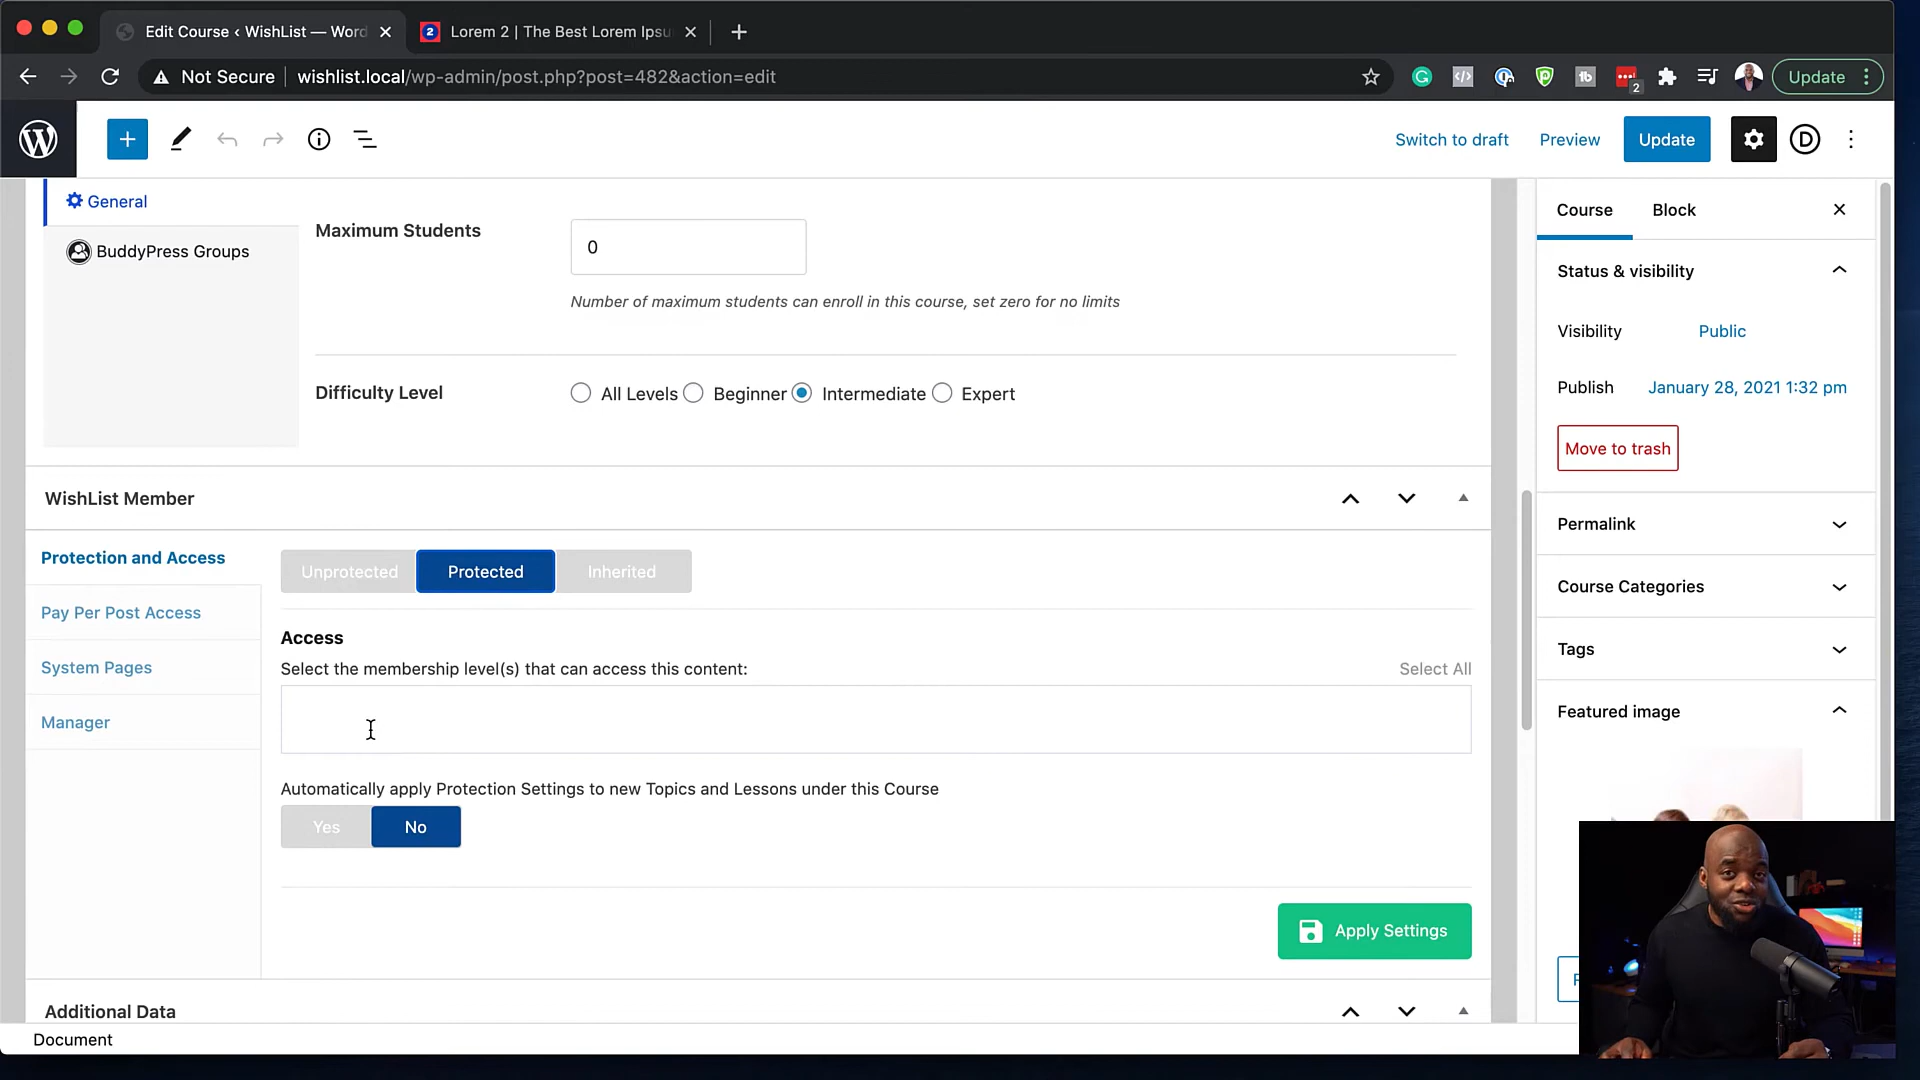 Edit Course ‹ WishList — Word
Lorem 2 | The Best Lorem Ipsu
Not Secure
wishlist.local/wp-admin/post.php?post=482&action=edit
2
Update
Switch to draft
Preview
Update
General
BuddyPress Groups
Maximum Students
0
Number of maximum students can enroll in this course, set zero for no limits
Difficulty Level
All Levels
Beginner
Intermediate
Expert
WishList Member
Protection and Access
Pay Per Post Access
System Pages
Manager
Unprotected
Protected
Inherited
Access
Select the membership level(s) that can access this content:
Select All
Automatically apply Protection Settings to new Topics and Lessons under this Course
Yes
No
Apply Settings
Additional Data
Document
Course
Block
Status & visibility
Visibility
Public
Publish
January 28, 2021 1:32 pm
Move to trash
Permalink
Course Categories
Tags
Featured image